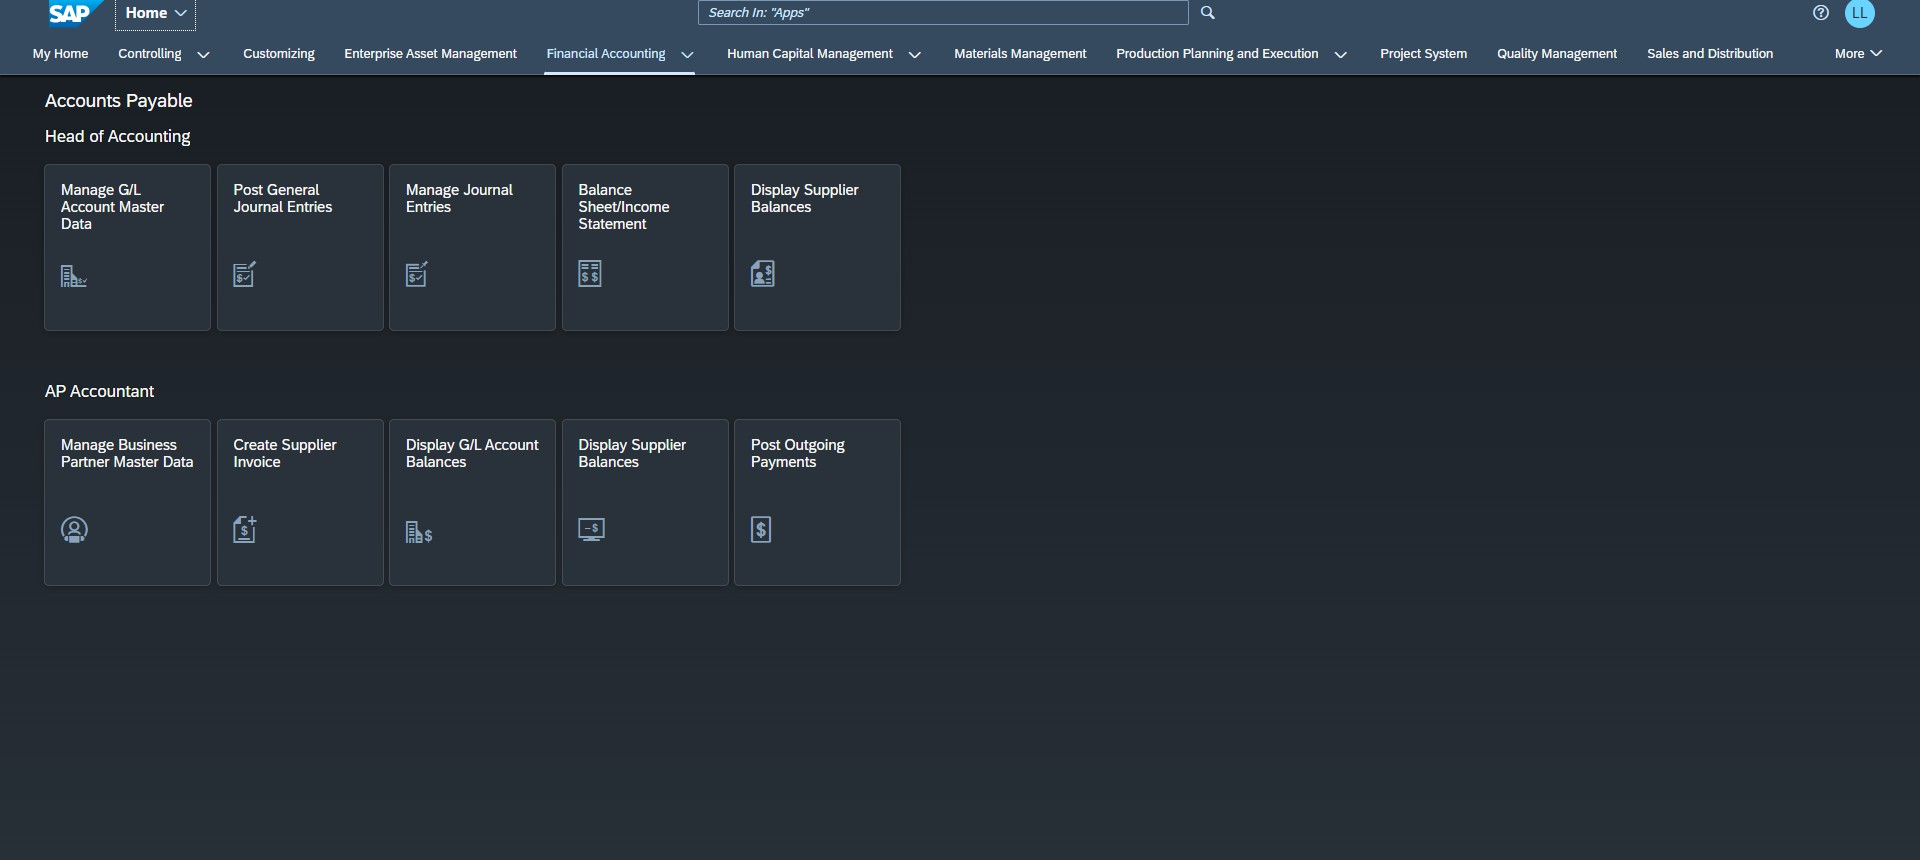 SAP
Home
Search In: "Apps"
LL
My Home
Controlling
Customizing
Enterprise Asset Management
Financial Accounting
Human Capital Management
Materials Management
Production Planning and Execution
Project System
Quality Management
Sales and Distribution
More
Accounts Payable
Head of Accounting
Manage G/L
Account Master
Data
Post General
Journal Entries
Manage Journal
Entries
Balance
Sheet/Income
Statement
Display Supplier
Balances
AP Accountant
Manage Business
Partner Master Data
Create Supplier
Invoice
Display G/L Account
Balances
Display Supplier
Balances
Post Outgoing
Payments